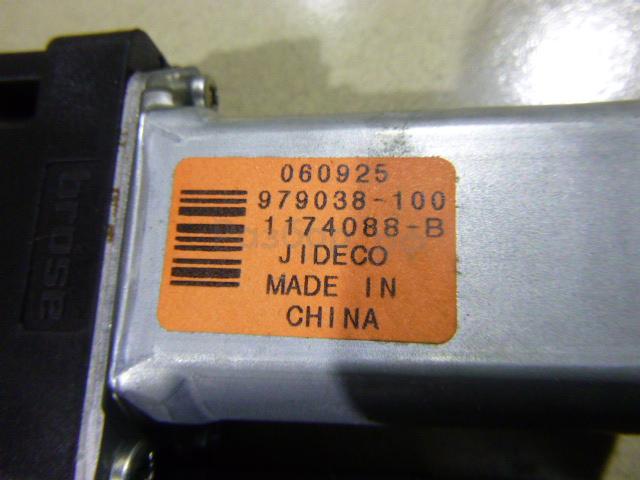 brose
060925
979038-100
1174088-B
JIDECO
MADE IN
CHINA